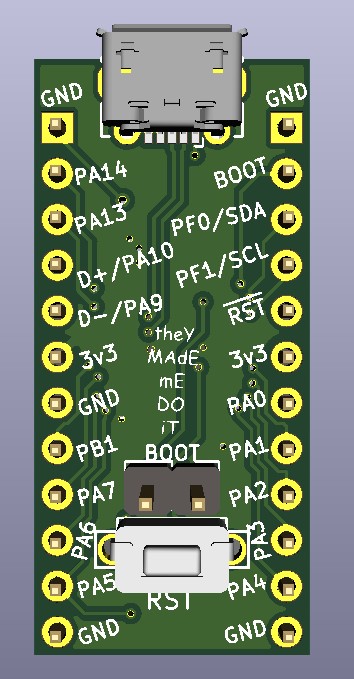 GND GND
PA14 BOOT
PA13 PF0/SDA
D+/PA10 PF1/SCL
D-/PA9 RST
theY
3v3 MAdE 3v3
mE
GND DO PA0
iT
PB1 BOOT PA1
PA7 PA2
PA6 PA3
PA5 RST PA4
GND GND